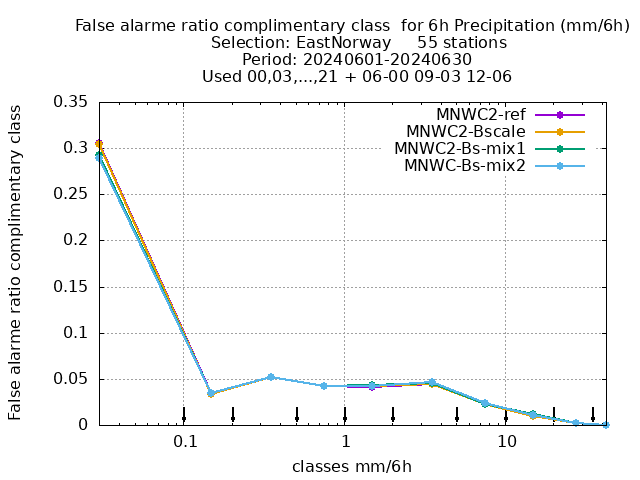 False alarme ratio complimentary class  for 6h Precipitation (mm/6h)
Selection: EastNorway     55 stations
Period: 20240601-20240630
Used 00,03,...,21 + 06-00 09-03 12-06
False alarme ratio complimentary class
0.35
0.3
0.25
0.2
0.15
0.1
0.05
0
MNWC2-ref
MNWC2-Bscale
MNWC2-Bs-mix1
MNWC-Bs-mix2
0.1 1 10
classes mm/6h